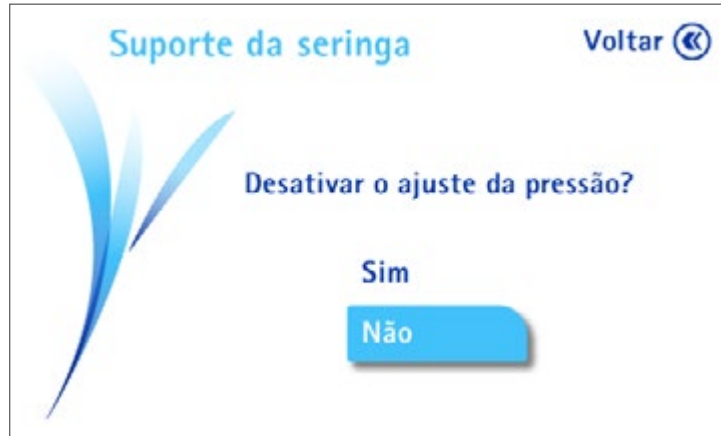 Suporte da seringa
Voltar
Desativar o ajuste da pressão?
Sim
Não